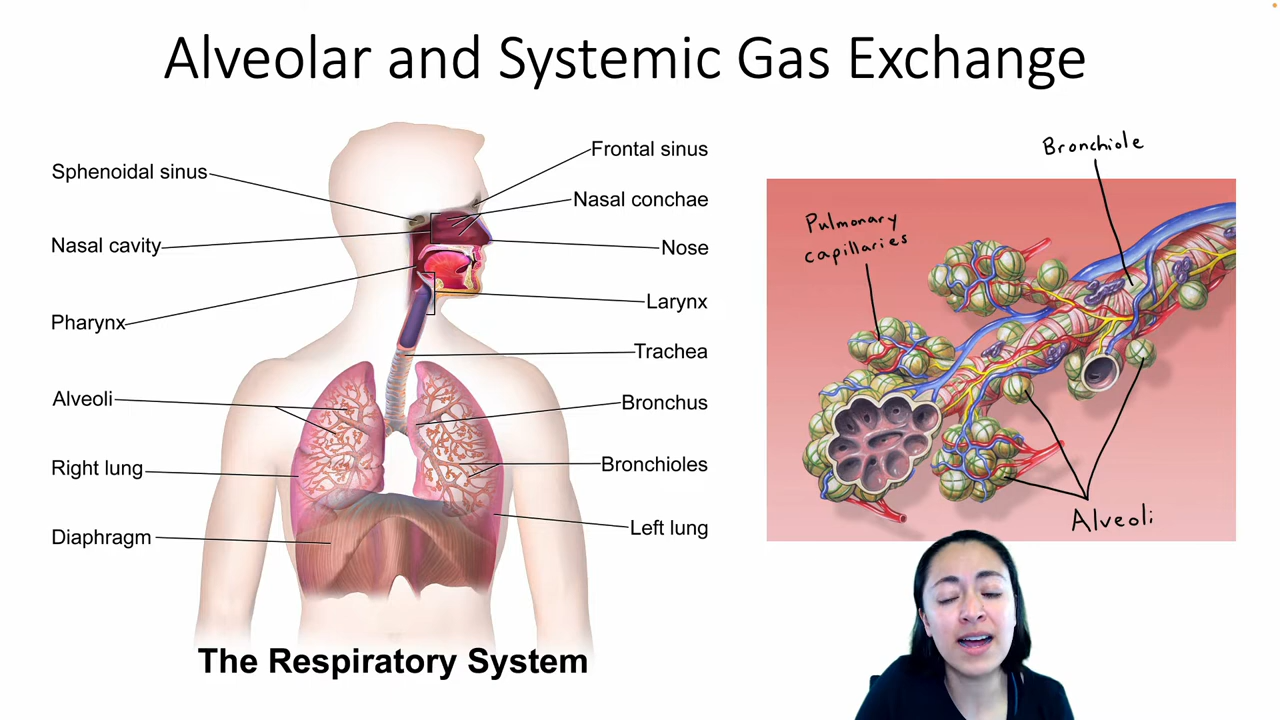 Alveolar and Systemic Gas Exchange
Sphenoidal sinus
Nasal cavity
Pharynx
Alveoli
Right lung
Diaphragm
Frontal sinus
Nasal conchae
Nose
Larynx
Trachea
Bronchus
Bronchioles
Left lung
The Respiratory System
Bronchiole
Pulmonary
capillaries
Alveoli